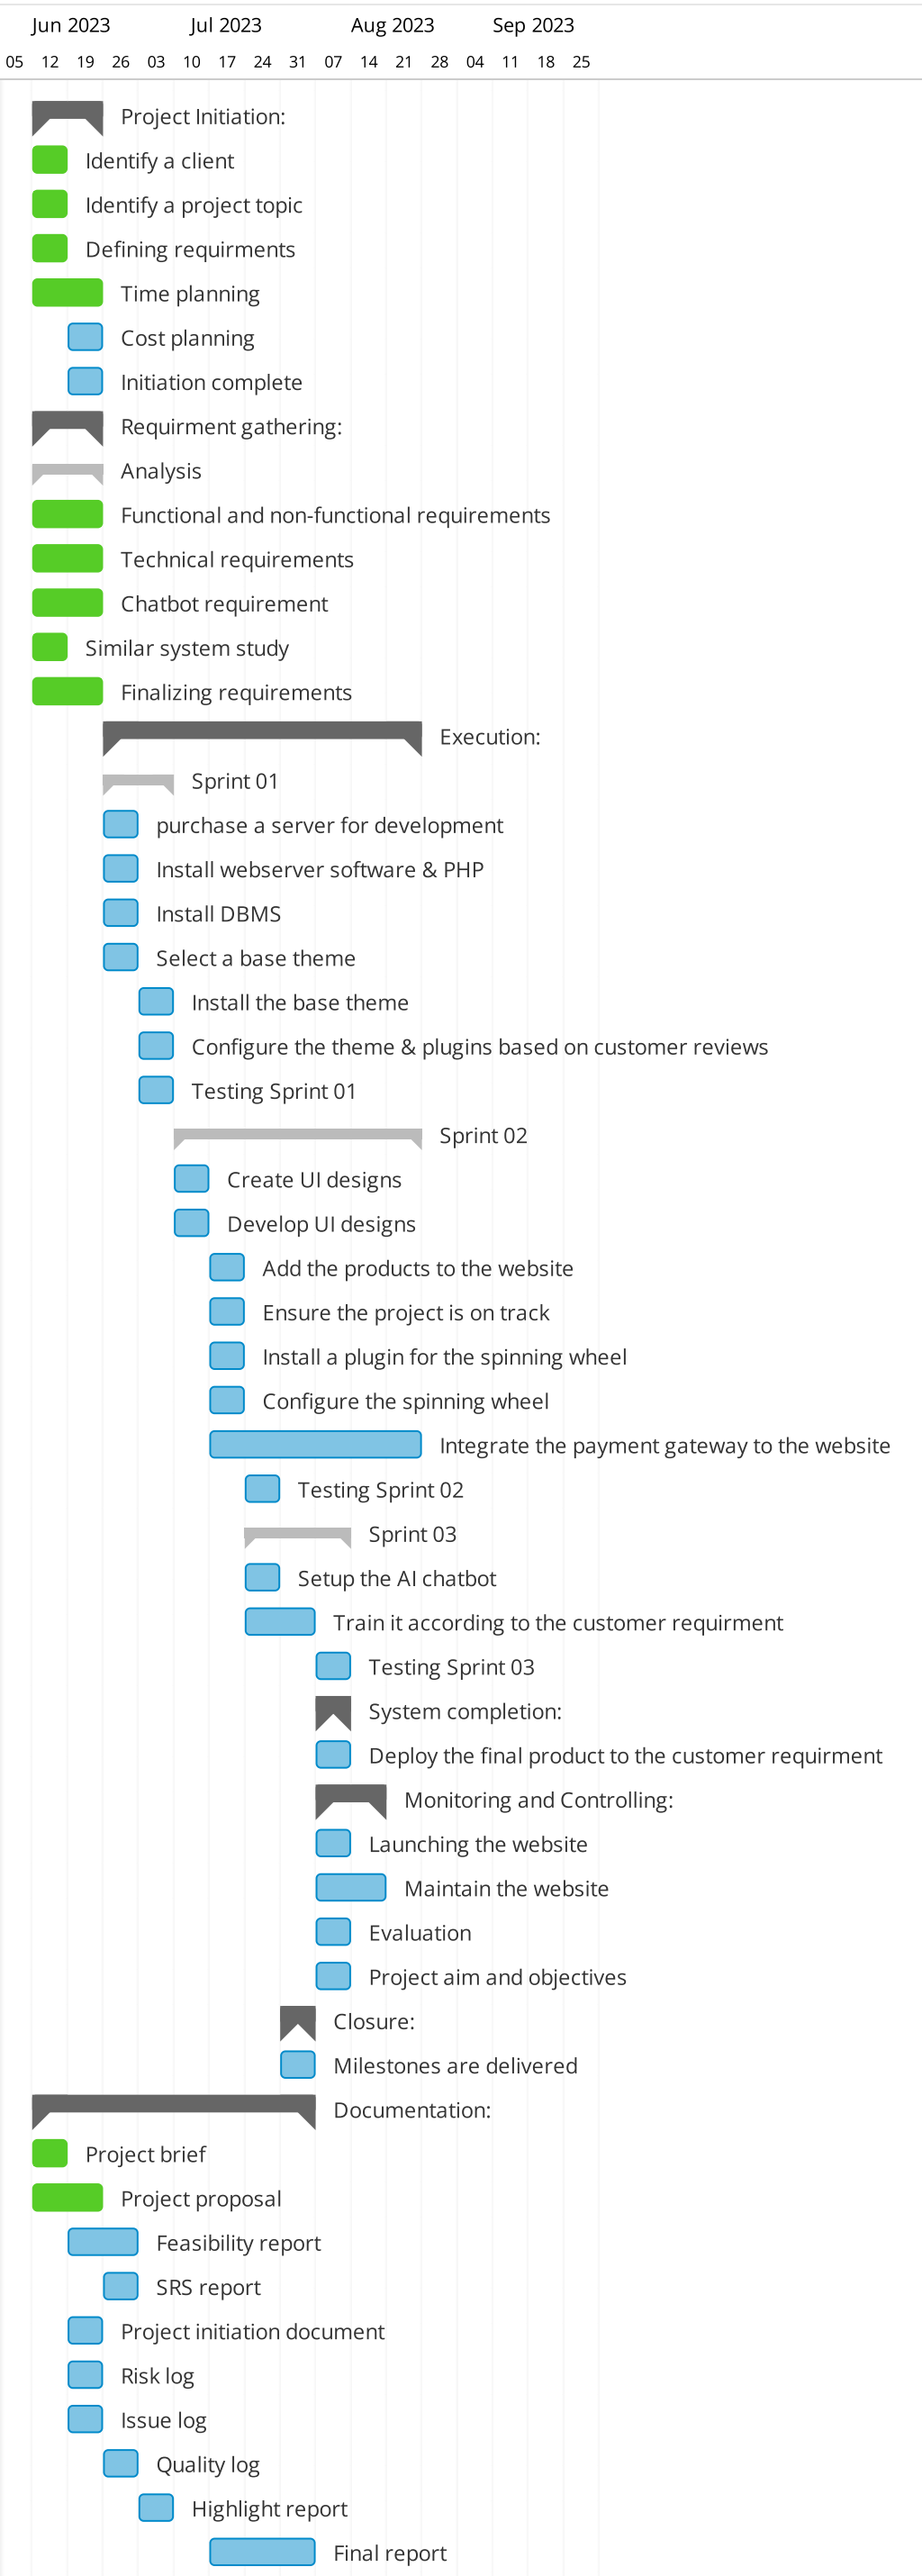 Jun 2023 Jul 2023 Aug 2023 Sep 2023
05 12 19 26 03 10 17 24 31 07 14 21 28 04 11 18 25
Project Initiation:
Identify a client
Identify a project topic
Defining requirments
Time planning
Cost planning
Initiation complete
Requirment gathering:
Analysis
Functional and non-functional requirements
Technical requirements
Chatbot requirement
Similar system study
Finalizing requirements
Execution:
Sprint 01
purchase a server for development
Install webserver software & PHP
Install DBMS
Select a base theme
Install the base theme
Configure the theme & plugins based on customer reviews
Testing Sprint 01
Sprint 02
Create UI designs
Develop UI designs
Add the products to the website
Ensure the project is on track
Install a plugin for the spinning wheel
Configure the spinning wheel
Integrate the payment gateway to the website
Testing Sprint 02
Sprint 03
Setup the AI chatbot
Train it according to the customer requirment
Testing Sprint 03
System completion:
Deploy the final product to the customer requirment
Monitoring and Controlling:
Launching the website
Maintain the website
Evaluation
Project aim and objectives
Closure:
Milestones are delivered
Documentation:
Project brief
Project proposal
Feasibility report
SRS report
Project initiation document
Risk log
Issue log
Quality log
Highlight report
Final report